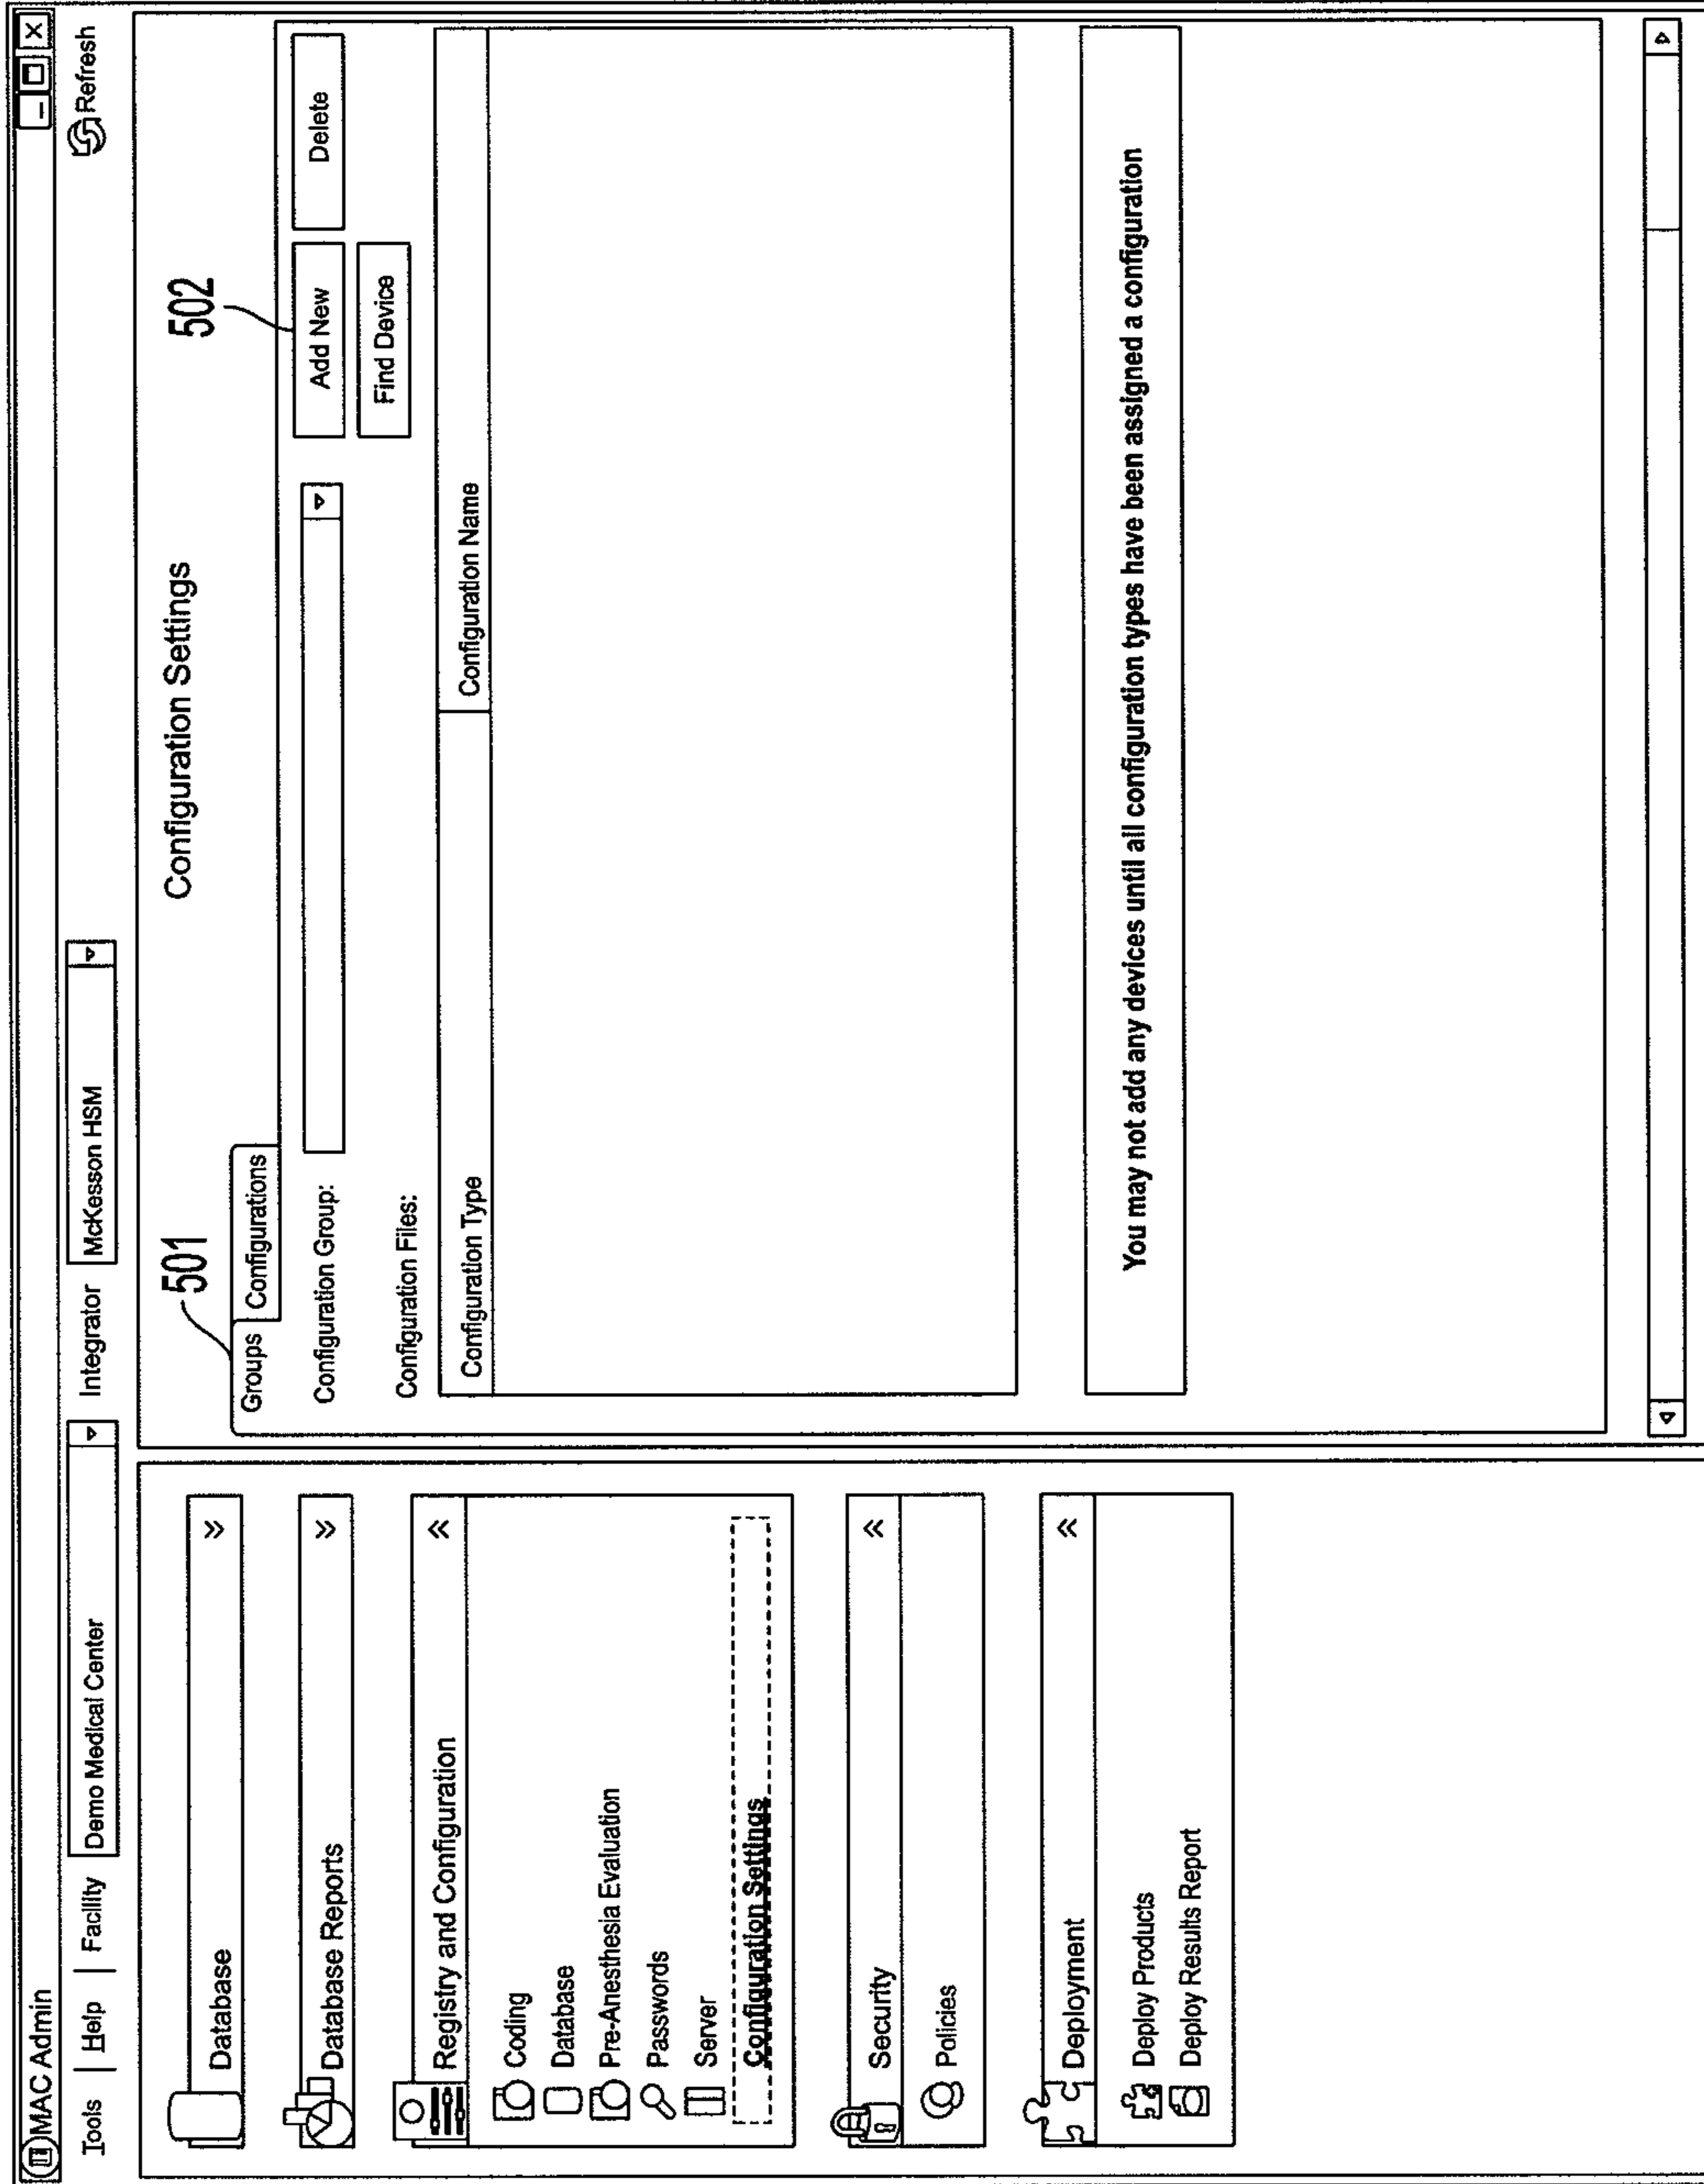 MAC Admin
Tools | Help | Facility Demo Medical Center Integrator McKesson HSM Refresh
Database
Database Reports
Registry and Configuration
Coding
Database
Pre-Anesthesia Evaluation
Passwords
Server
Configuration Settings
Security
Policies
Deployment
Deploy Products
Deploy Results Report
Configuration Settings
501
502
Groups Configurations
Configuration Group: Add New Delete
Find Device
Configuration Files:
Configuration Type Configuration Name
You may not add any devices until all configuration types have been assigned a configuration